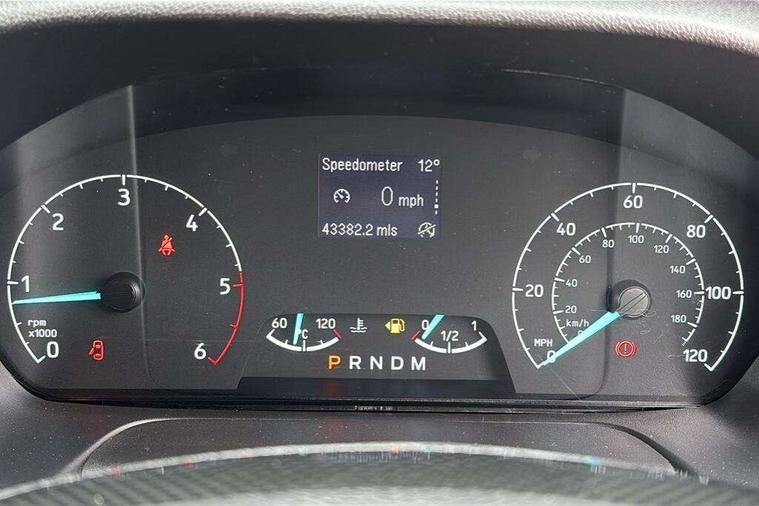 Speedometer 12°
0 mph
43382.2 mls
0 1 2 3 4 5 6
rpm
x1000
60 120
°C
0 1/2 1
P R N D M
0 20 40 60 80 100 120
MPH
0 20 40 60 80 100 120 140 160 180
km/h